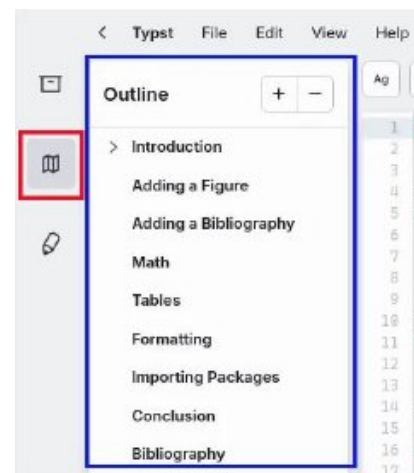 < Typst File Edit View Help
Outline + −
Ag
> Introduction
Adding a Figure
Adding a Bibliography
Math
Tables
Formatting
Importing Packages
Conclusion
Bibliography
1
2
3
4
5
6
7
8
9
10
11
12
13
14
15
16
17